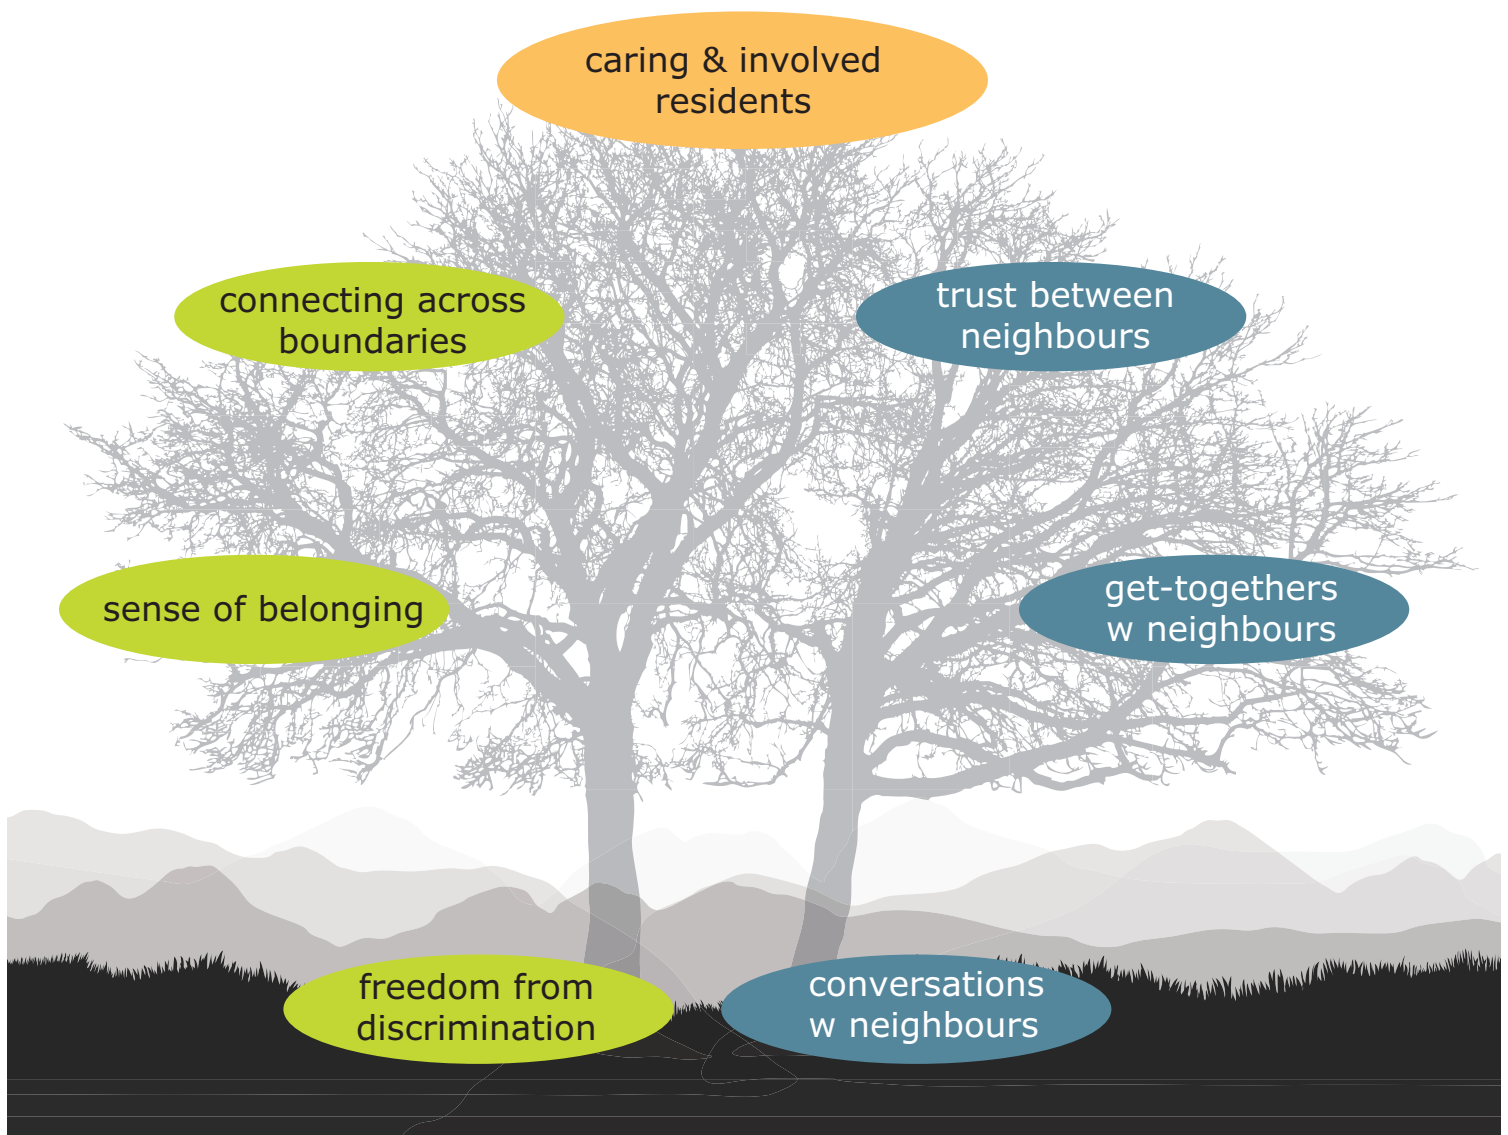 caring & involved
residents
connecting across
boundaries
trust between
neighbours
sense of belonging
get-togethers
w neighbours
freedom from
discrimination
conversations
w neighbours